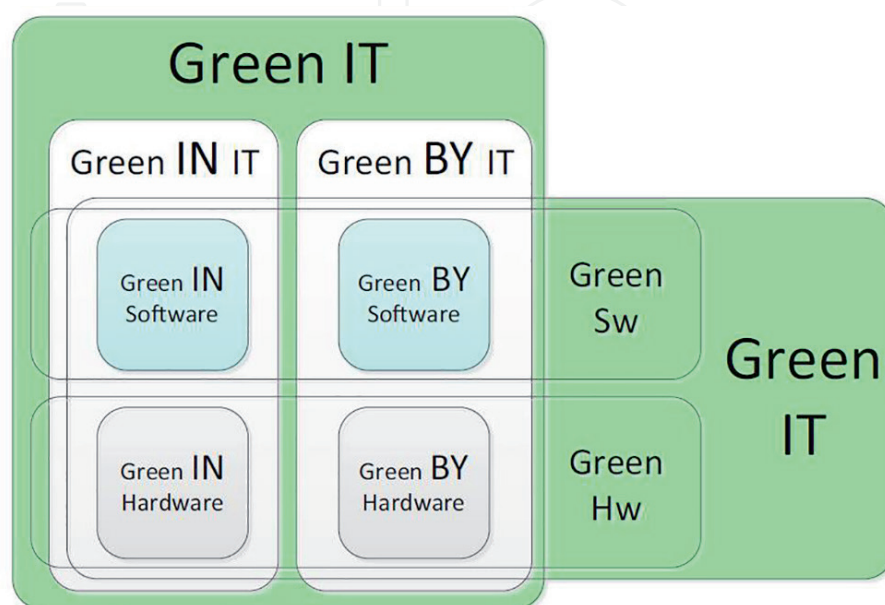 Green IT
Green IN IT
Green BY IT
Green IN
Software
Green BY
Software
Green
Sw
Green
IT
Green IN
Hardware
Green BY
Hardware
Green
Hw